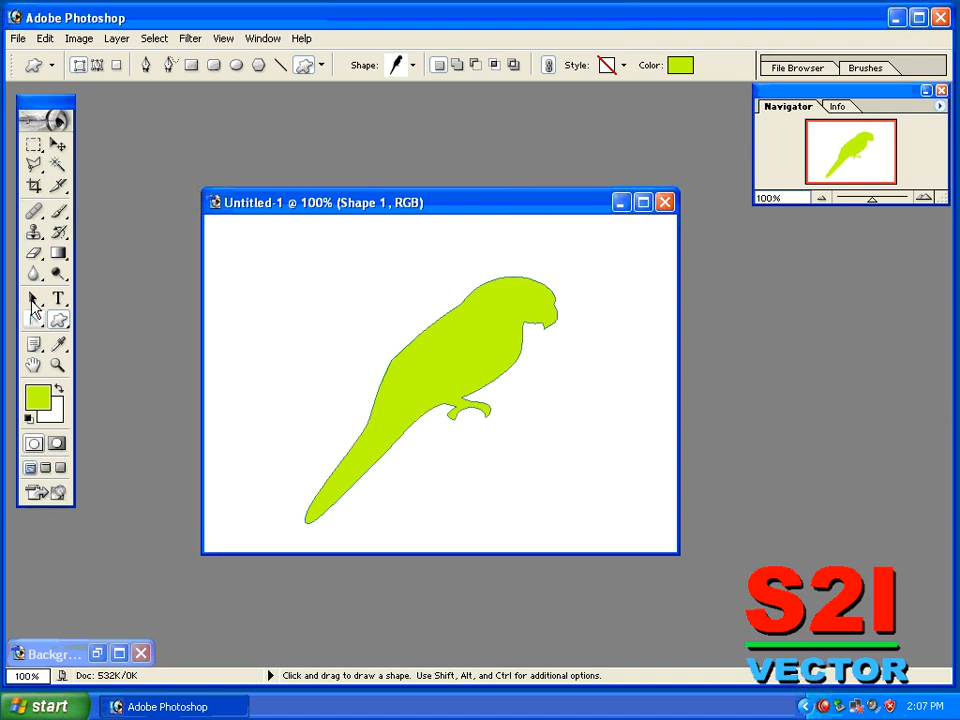 Adobe Photoshop
File Edit Image Layer Select Filter View Window Help
Shape: Style: Color: File Browser Brushes
Navigator Info
100%
Untitled-1 @ 100% (Shape 1, RGB)
T
S2I
VECTOR
Backgr...
100% Doc: 532K/0K Click and drag to draw a shape. Use Shift, Alt, and Ctrl for additional options.
start Adobe Photoshop 2:07 PM